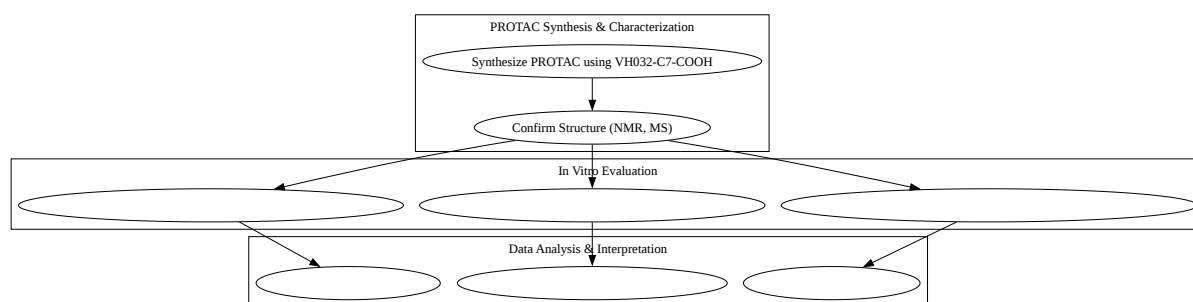 PROTAC Synthesis & Characterization
Synthesize PROTAC using VH032-C7-COOH
Confirm Structure (NMR, MS)
In Vitro Evaluation
Data Analysis & Interpretation